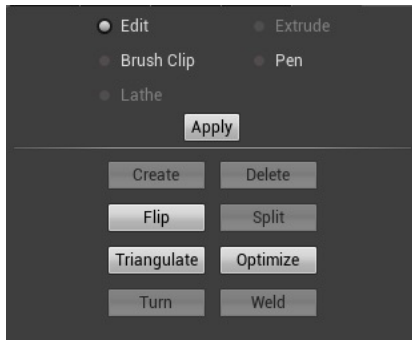 Edit Extrude
Brush Clip Pen
Lathe
Apply
Create Delete
Flip Split
Triangulate Optimize
Turn Weld